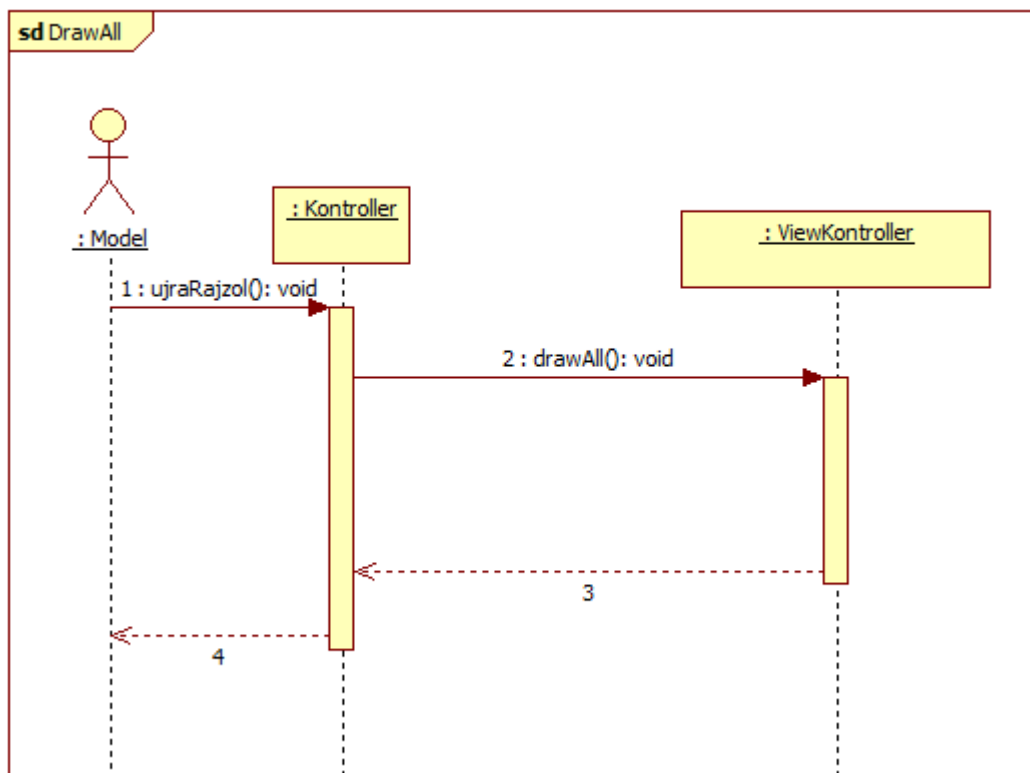 sd DrawAll
: Model
: Kontroller
: ViewKontroller
1 : ujraRajzol(): void
2 : drawAll(): void
3
4